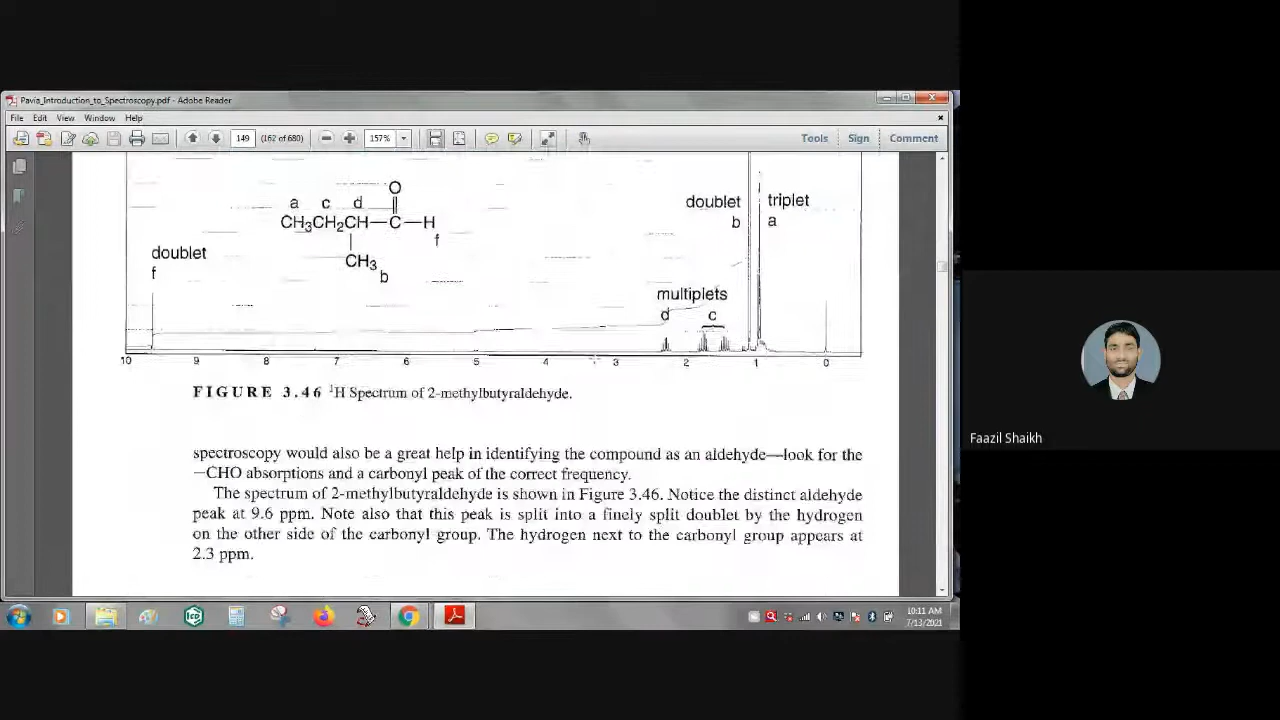 Pavia_Introduction_to_Spectroscopy.pdf - Adobe Reader
File Edit View Window Help
149 (162 of 680) 157% Tools Sign Comment
O
a c d
CH3CH2CH—C—H
f
CH3
b
doublet
f
doublet
b
triplet
a
multiplets
d c
10 9 8 7 6 5 4 3 2 1 0
FIGURE 3.46 1H Spectrum of 2-methylbutyraldehyde.
spectroscopy would also be a great help in identifying the compound as an aldehyde—look for the
—CHO absorptions and a carbonyl peak of the correct frequency.
The spectrum of 2-methylbutyraldehyde is shown in Figure 3.46. Notice the distinct aldehyde
peak at 9.6 ppm. Note also that this peak is split into a finely split doublet by the hydrogen
on the other side of the carbonyl group. The hydrogen next to the carbonyl group appears at
2.3 ppm.
Faazil Shaikh
10:11 AM
7/13/2021